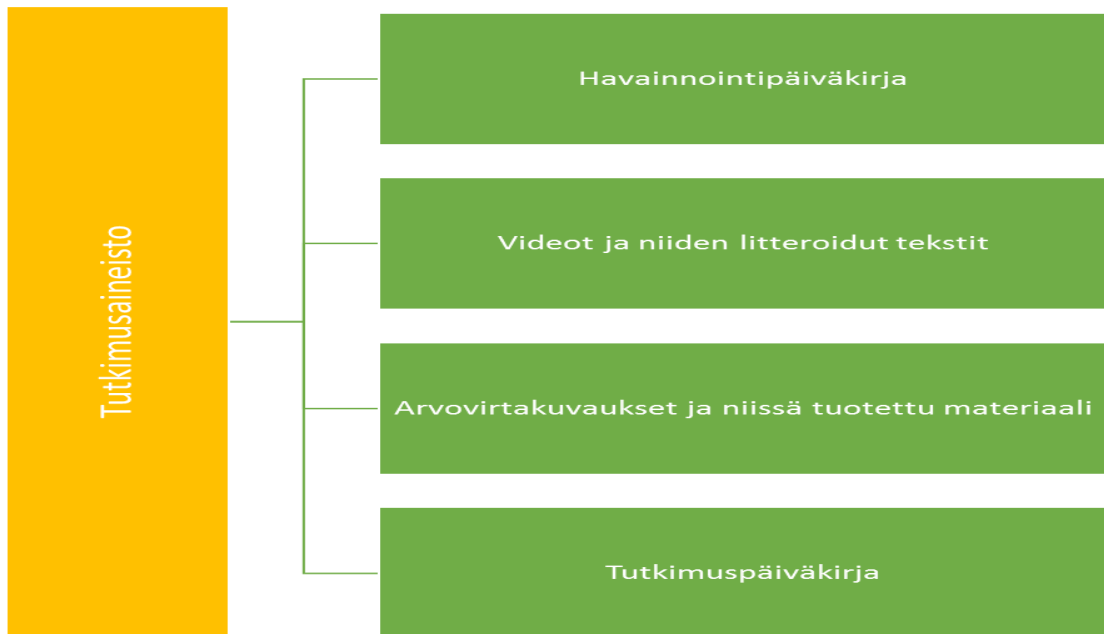 Tutkimusaineisto
Havainnointipäiväkirja
Videot ja niiden litteroidut tekstit
Arvovirtakuvaukset ja niissä tuotettu materiaali
Tutkimuspäiväkirja